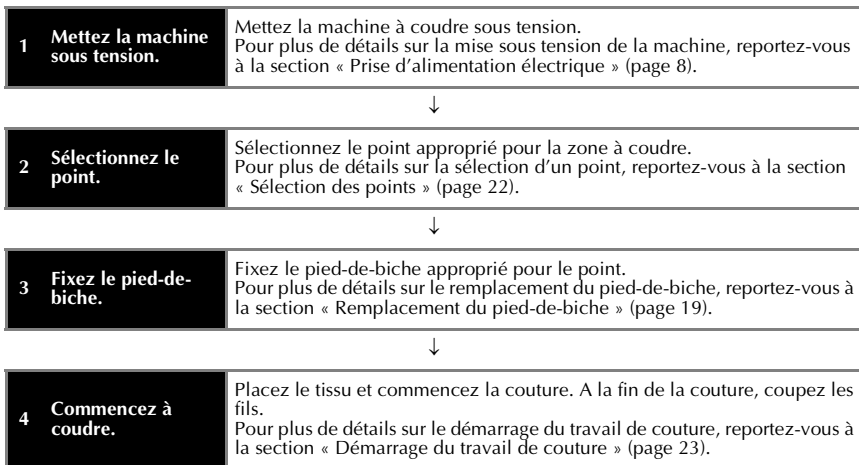 1 Mettez la machine sous tension.
Mettez la machine à coudre sous tension.
Pour plus de détails sur la mise sous tension de la machine, reportez-vous
à la section « Prise d'alimentation électrique » (page 8).
↓
2 Sélectionnez le point.
Sélectionnez le point approprié pour la zone à coudre.
Pour plus de détails sur la sélection d'un point, reportez-vous à la section
« Sélection des points » (page 22).
↓
3 Fixez le pied-de-biche.
Fixez le pied-de-biche approprié pour le point.
Pour plus de détails sur le remplacement du pied-de-biche, reportez-vous à
la section « Remplacement du pied-de-biche » (page 19).
↓
4 Commencez à coudre.
Placez le tissu et commencez la couture. A la fin de la couture, coupez les
fils.
Pour plus de détails sur le démarrage du travail de couture, reportez-vous à
la section « Démarrage du travail de couture » (page 23).